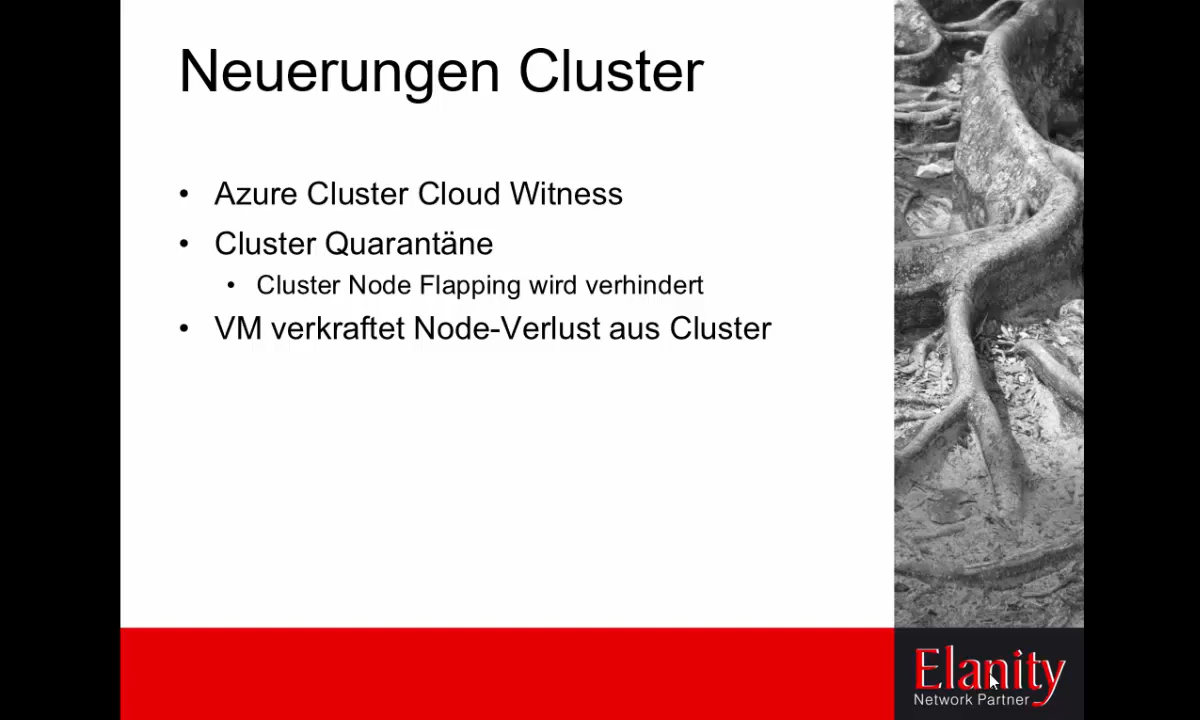 Neuerungen Cluster
• Azure Cluster Cloud Witness
• Cluster Quarantäne
• Cluster Node Flapping wird verhindert
• VM verkraftet Node-Verlust aus Cluster
Elanity
Network Partner